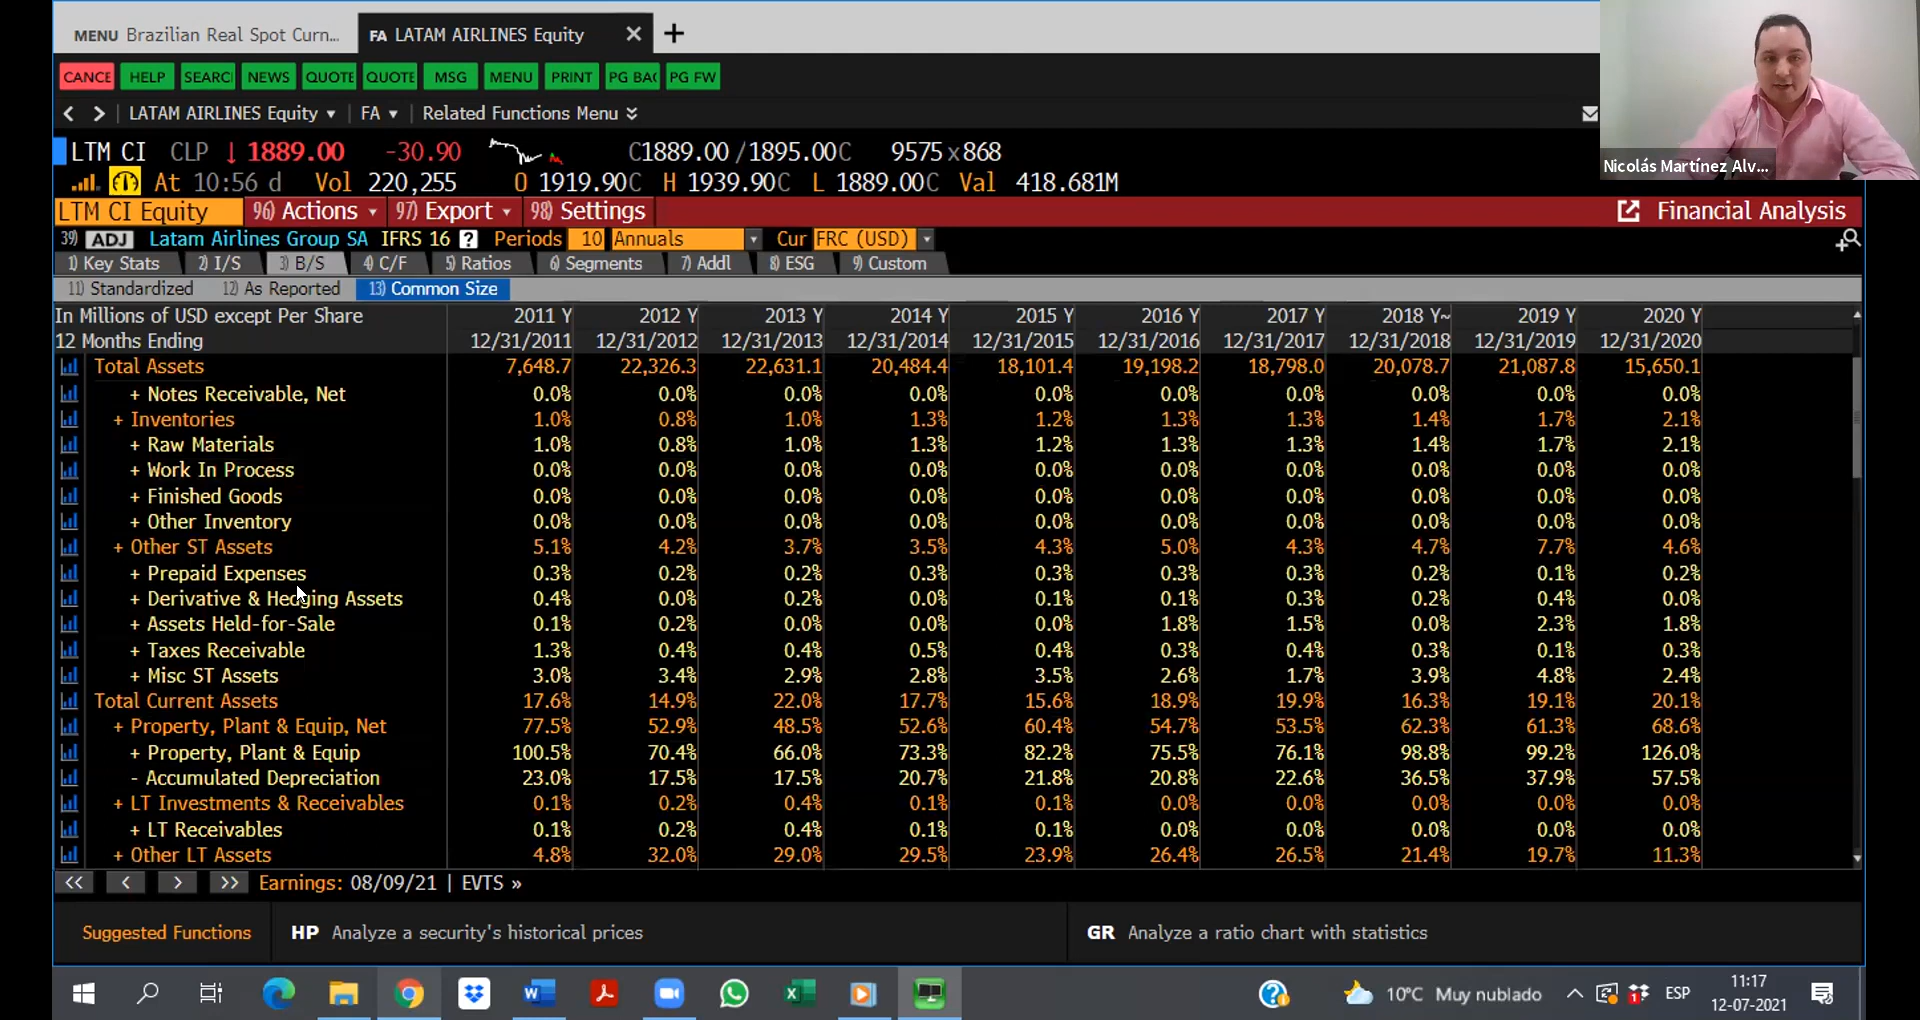 MENU Brazilian Real Spot Curn...
FA LATAM AIRLINES Equity
CANCE HELP SEARC NEWS QUOTE QUOTE MSG MENU PRINT PG BA PG FW
LATAM AIRLINES Equity FA Related Functions Menu
LTM CI CLP ↓ 1889.00 -30.90 C1889.00 /1895.00C 9575 x 868
At 10:56 d Vol 220,255 O 1919.90C H 1939.90C L 1889.00C Val 418.681M
LTM CI Equity 96) Actions 97) Export 98) Settings Financial Analysis
39) ADJ Latam Airlines Group SA IFRS 16 ? Periods 10 Annuals Cur FRC (USD)
1) Key Stats 2) I/S 3) B/S 4) C/F 5) Ratios 6) Segments 7) Addl 8) ESG 9) Custom
11) Standardized 12) As Reported 13) Common Size
In Millions of USD except Per Share 2011 Y 2012 Y 2013 Y 2014 Y 2015 Y 2016 Y 2017 Y 2018 Y~ 2019 Y 2020 Y
12 Months Ending 12/31/2011 12/31/2012 12/31/2013 12/31/2014 12/31/2015 12/31/2016 12/31/2017 12/31/2018 12/31/2019 12/31/2020
Total Assets 7,648.7 22,326.3 22,631.1 20,484.4 18,101.4 19,198.2 18,798.0 20,078.7 21,087.8 15,650.1
+ Notes Receivable, Net 0.0% 0.0% 0.0% 0.0% 0.0% 0.0% 0.0% 0.0% 0.0% 0.0%
+ Inventories 1.0% 0.8% 1.0% 1.3% 1.2% 1.3% 1.3% 1.4% 1.7% 2.1%
+ Raw Materials 1.0% 0.8% 1.0% 1.3% 1.2% 1.3% 1.3% 1.4% 1.7% 2.1%
+ Work In Process 0.0% 0.0% 0.0% 0.0% 0.0% 0.0% 0.0% 0.0% 0.0% 0.0%
+ Finished Goods 0.0% 0.0% 0.0% 0.0% 0.0% 0.0% 0.0% 0.0% 0.0% 0.0%
+ Other Inventory 0.0% 0.0% 0.0% 0.0% 0.0% 0.0% 0.0% 0.0% 0.0% 0.0%
+ Other ST Assets 5.1% 4.2% 3.7% 3.5% 4.3% 5.0% 4.3% 4.7% 7.7% 4.6%
+ Prepaid Expenses 0.3% 0.2% 0.2% 0.3% 0.3% 0.3% 0.3% 0.2% 0.1% 0.2%
+ Derivative & Hedging Assets 0.4% 0.0% 0.2% 0.0% 0.1% 0.1% 0.3% 0.2% 0.4% 0.0%
+ Assets Held-for-Sale 0.1% 0.2% 0.0% 0.0% 0.0% 1.8% 1.5% 0.0% 2.3% 1.8%
+ Taxes Receivable 1.3% 0.4% 0.4% 0.5% 0.4% 0.3% 0.4% 0.3% 0.1% 0.3%
+ Misc ST Assets 3.0% 3.4% 2.9% 2.8% 3.5% 2.6% 1.7% 3.9% 4.8% 2.4%
Total Current Assets 17.6% 14.9% 22.0% 17.7% 15.6% 18.9% 19.9% 16.3% 19.1% 20.1%
+ Property, Plant & Equip, Net 77.5% 52.9% 48.5% 52.6% 60.4% 54.7% 53.5% 62.3% 61.3% 68.6%
+ Property, Plant & Equip 100.5% 70.4% 66.0% 73.3% 82.2% 75.5% 76.1% 98.8% 99.2% 126.0%
- Accumulated Depreciation 23.0% 17.5% 17.5% 20.7% 21.8% 20.8% 22.6% 36.5% 37.9% 57.5%
+ LT Investments & Receivables 0.1% 0.2% 0.4% 0.1% 0.1% 0.0% 0.0% 0.0% 0.0% 0.0%
+ LT Receivables 0.1% 0.2% 0.4% 0.1% 0.1% 0.0% 0.0% 0.0% 0.0% 0.0%
+ Other LT Assets 4.8% 32.0% 29.0% 29.5% 23.9% 26.4% 26.5% 21.4% 19.7% 11.3%
<< < > >> Earnings: 08/09/21 | EVTS »
Suggested Functions HP Analyze a security's historical prices GR Analyze a ratio chart with statistics
10°C Muy nublado ESP 11:17
12-07-2021
Nicolás Martínez Alv...